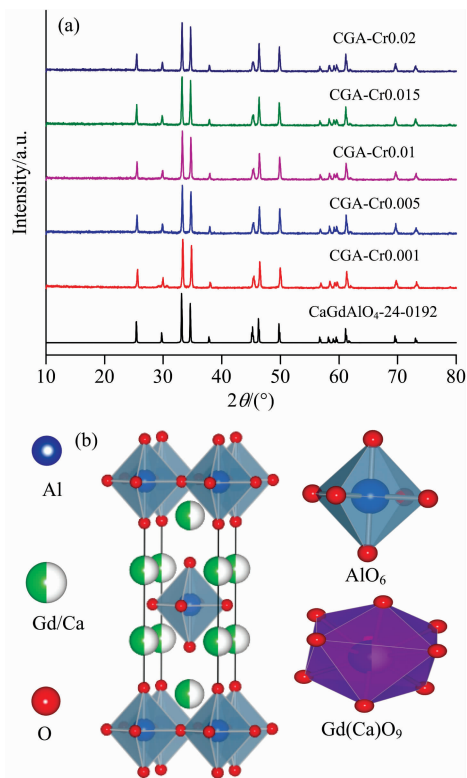 (a)
CGA-Cr0.02
CGA-Cr0.015
CGA-Cr0.01
CGA-Cr0.005
CGA-Cr0.001
CaGdAlO₄-24-0192
Intensity/a.u.
10 20 30 40 50 60 70 80
2θ/(°)
(b)
Al
Gd/Ca
O
AlO₆
Gd(Ca)O₉